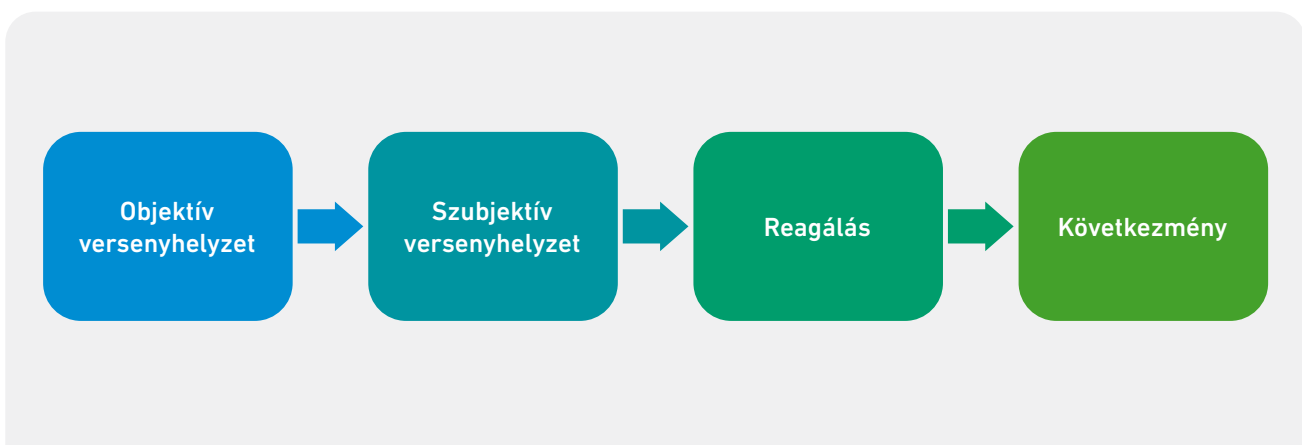 Objektív
versenyhelyzet
Szubjektív
versenyhelyzet
Reagálás
Következmény